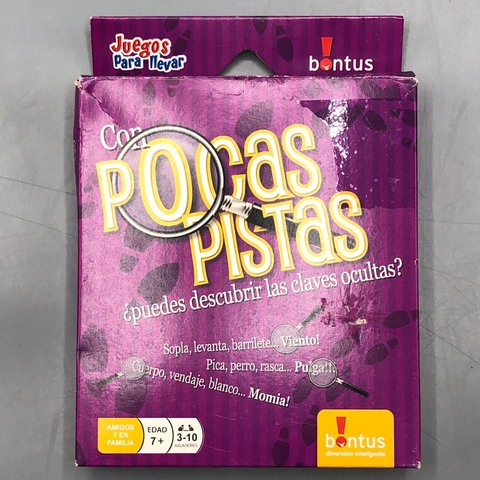 Juegos
para llevar
bontus
Con
POCAS
PISTAS
¿puedes descubrir las claves ocultas?
Sopla, levanta, barrilete... Viento!
Pica, perro, rasca... Pulga!!
Cuerpo, vendaje, blanco... Momia!
AMIGOS
Y EN
FAMILIA
EDAD
7+
3-10
JUGADORES
bontus
diversión inteligente